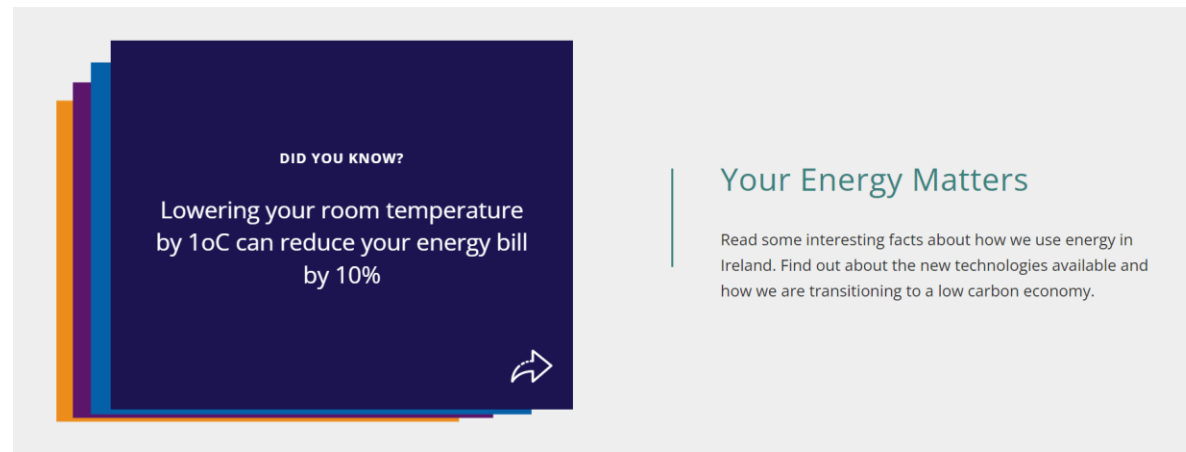 DID YOU KNOW?
Lowering your room temperature
by 1oC can reduce your energy bill
by 10%
Your Energy Matters
Read some interesting facts about how we use energy in
Ireland. Find out about the new technologies available and
how we are transitioning to a low carbon economy.